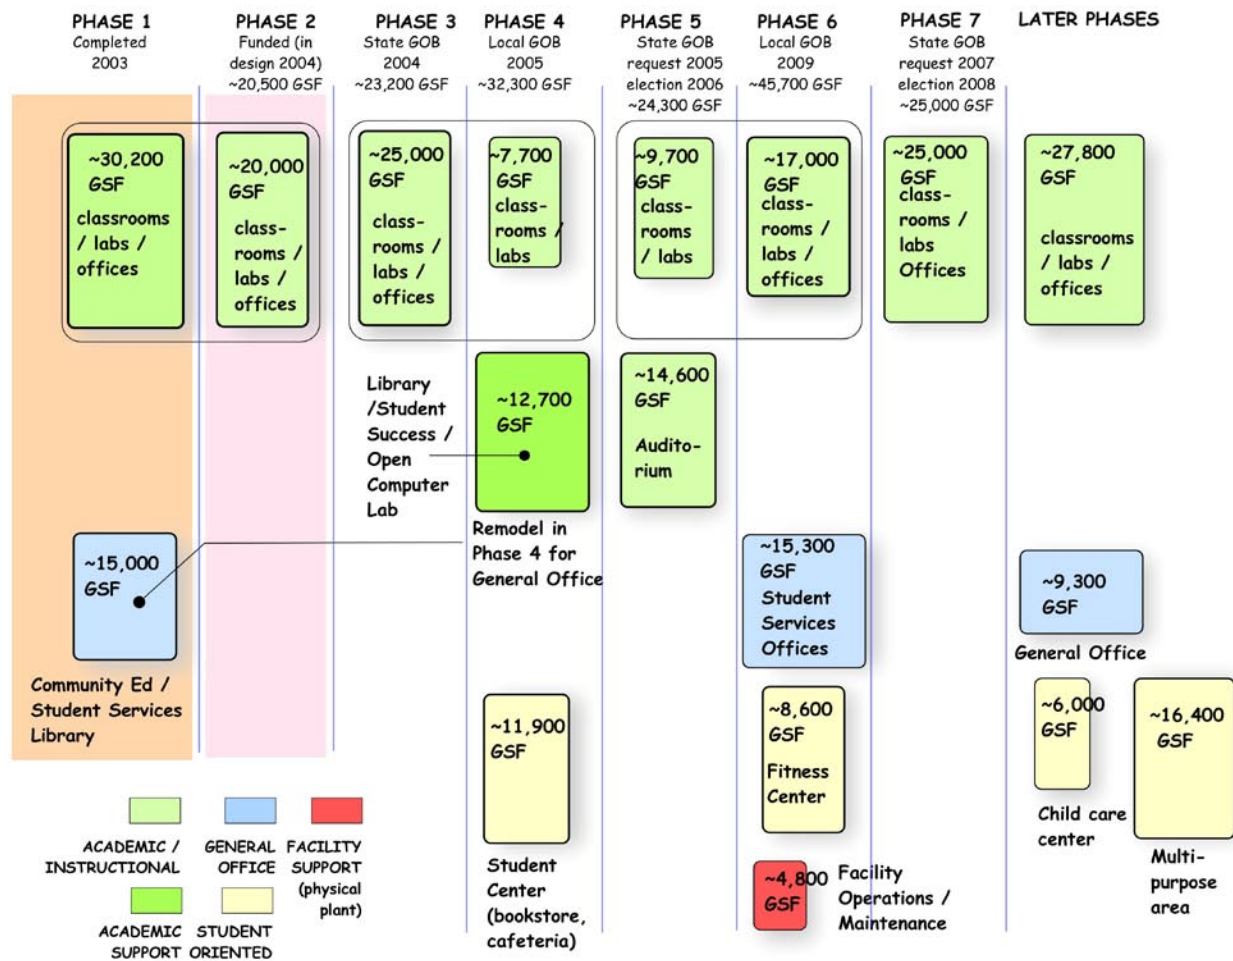 PHASE 1
Completed
2003
PHASE 2
Funded (in
design 2004)
~20,500 GSF
PHASE 3
State GOB
2004
~23,200 GSF
PHASE 4
Local GOB
2005
~32,300 GSF
PHASE 5
State GOB
request 2005
election 2006
~24,300 GSF
PHASE 6
Local GOB
2009
~45,700 GSF
PHASE 7
State GOB
request 2007
election 2008
~25,000 GSF
LATER PHASES
~30,200
GSF
classrooms
/ labs /
offices
~20,000
GSF
class-
rooms /
labs /
offices
~25,000
GSF
class-
rooms /
labs /
offices
~7,700
GSF
class-
rooms /
labs
~9,700
GSF
class-
rooms
/ labs
~17,000
GSF
class-
rooms /
labs /
offices
~25,000
GSF
class-
rooms /
labs
Offices
~27,800
GSF
classrooms
/ labs /
offices
Library
/Student
Success /
Open
Computer
Lab
~12,700
GSF
Remodel in
Phase 4 for
General Office
~14,600
GSF
Audito-
rium
~15,000
GSF
Community Ed /
Student Services
Library
~15,300
GSF
Student
Services
Offices
~9,300
GSF
General Office
~11,900
GSF
Student
Center
(bookstore,
cafeteria)
~8,600
GSF
Fitness
Center
~6,000
GSF
Child care
center
~16,400
GSF
Multi-
purpose
area
~4,800
GSF
Facility
Operations /
Maintenance
ACADEMIC /
INSTRUCTIONAL
GENERAL
OFFICE
FACILITY
SUPPORT
(physical
plant)
ACADEMIC
SUPPORT
STUDENT
ORIENTED